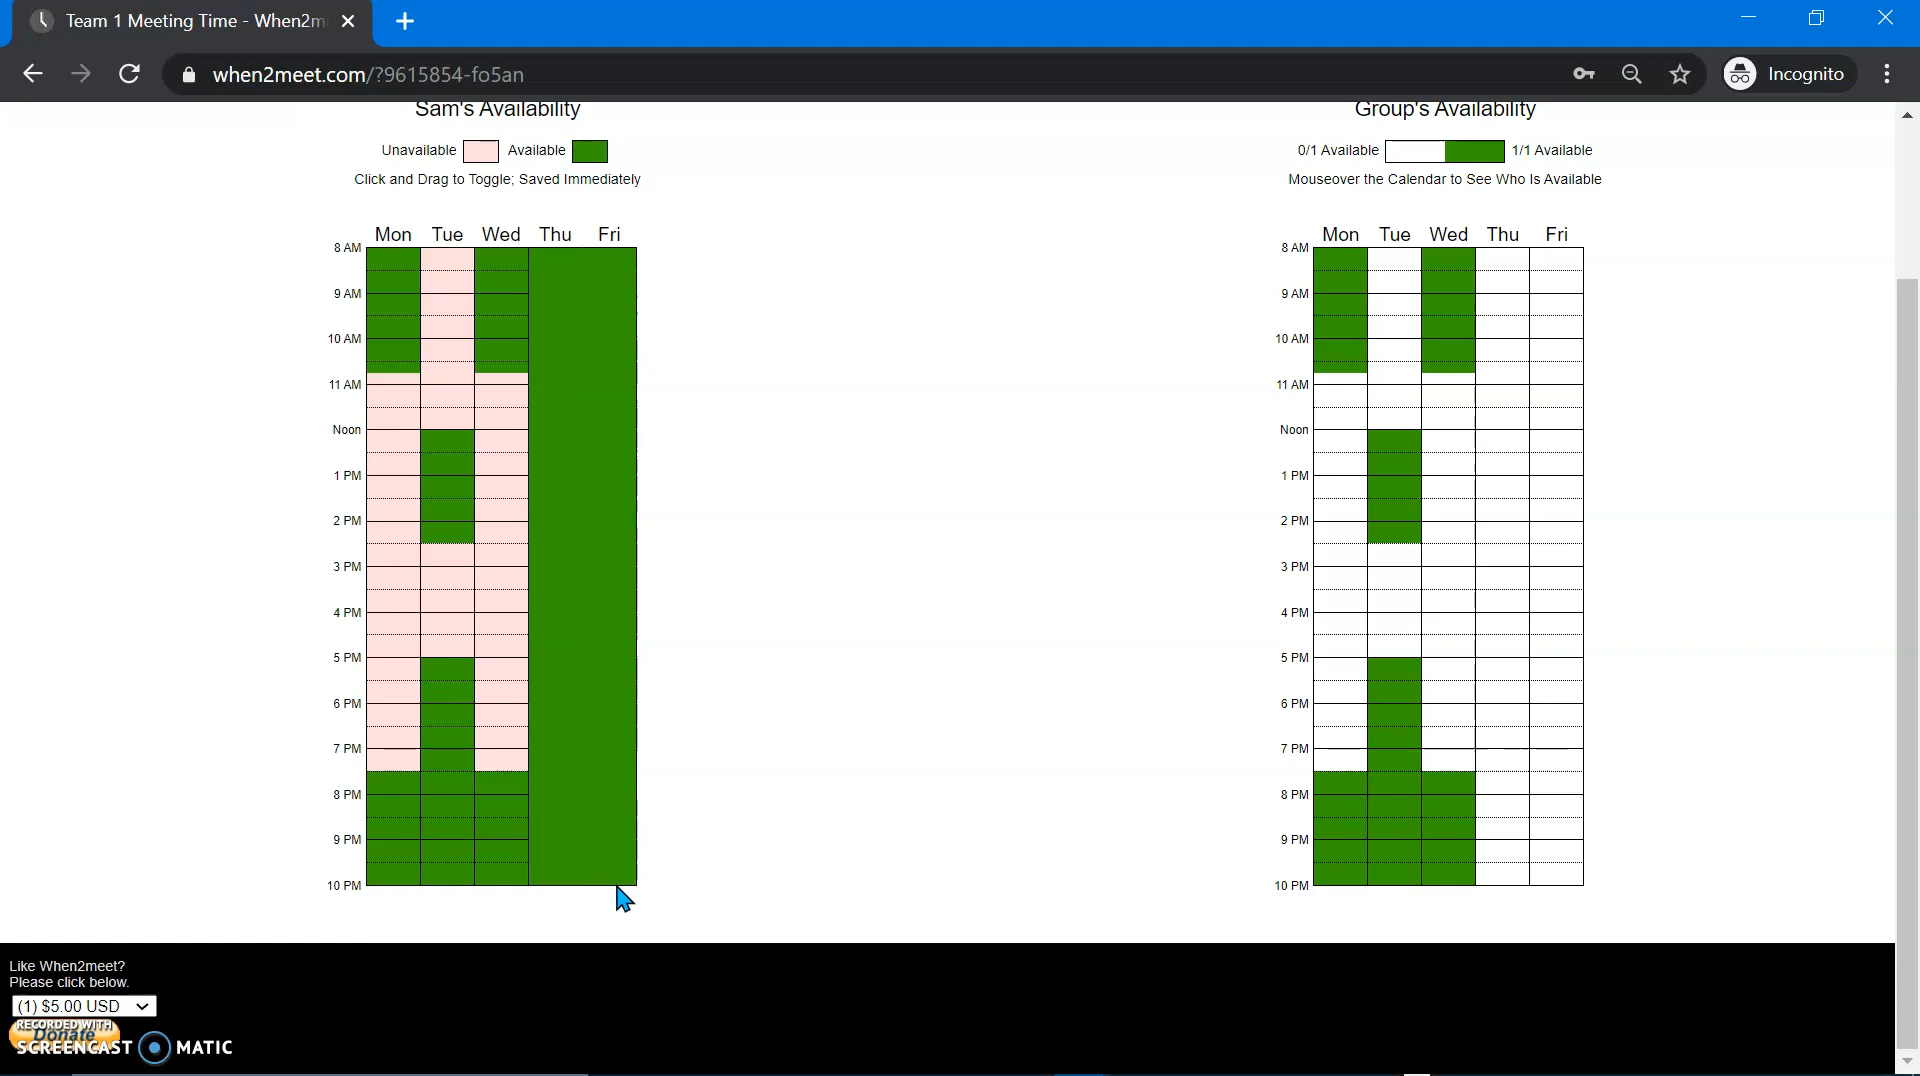 Team 1 Meeting Time - When2m
when2meet.com/?9615854-fo5an
Incognito
Sam's Availability
Unavailable Available
Click and Drag to Toggle; Saved Immediately
Mon Tue Wed Thu Fri
8 AM
9 AM
10 AM
11 AM
Noon
1 PM
2 PM
3 PM
4 PM
5 PM
6 PM
7 PM
8 PM
9 PM
10 PM
Group's Availability
0/1 Available 1/1 Available
Mouseover the Calendar to See Who Is Available
Mon Tue Wed Thu Fri
8 AM
9 AM
10 AM
11 AM
Noon
1 PM
2 PM
3 PM
4 PM
5 PM
6 PM
7 PM
8 PM
9 PM
10 PM
Like When2meet?
Please click below.
(1) $5.00 USD
Donate
RECORDED WITH
SCREENCAST MATIC